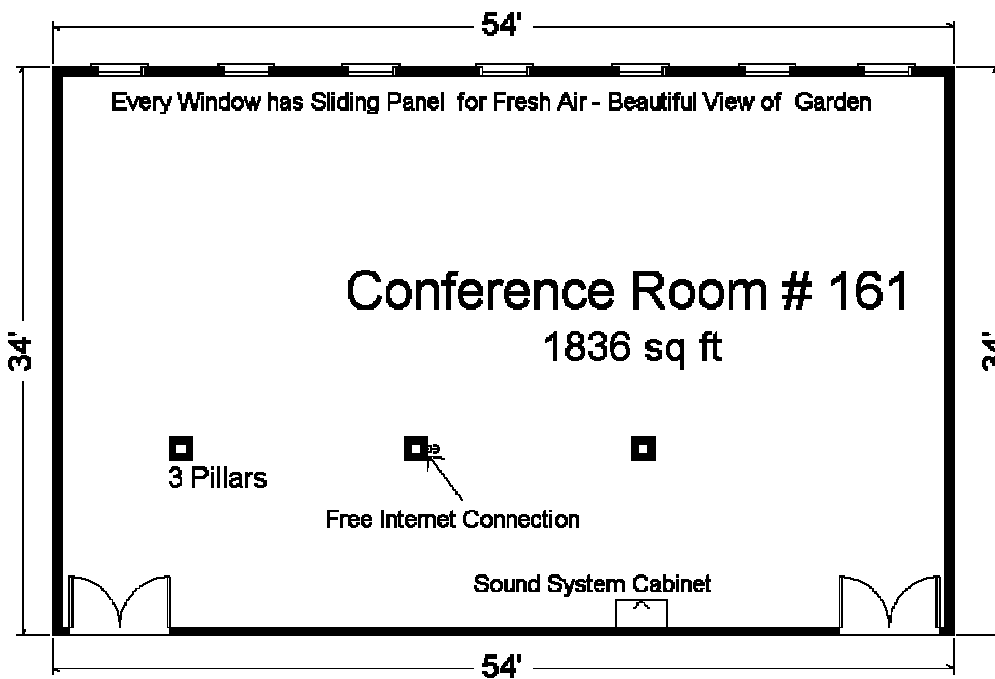 54'
Every Window has Sliding Panel for Fresh Air - Beautiful View of Garden
Conference Room # 161
1836 sq ft
34'
34'
3 Pillars
Free Internet Connection
Sound System Cabinet
54'